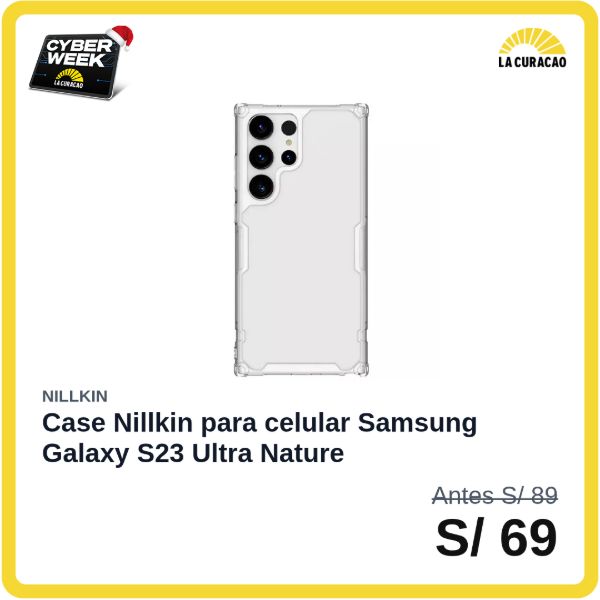 CYBER
WEEK
LA CURACAO
LA CURACAO
NILLKIN
Case Nillkin para celular Samsung
Galaxy S23 Ultra Nature
Antes S/ 89
S/ 69